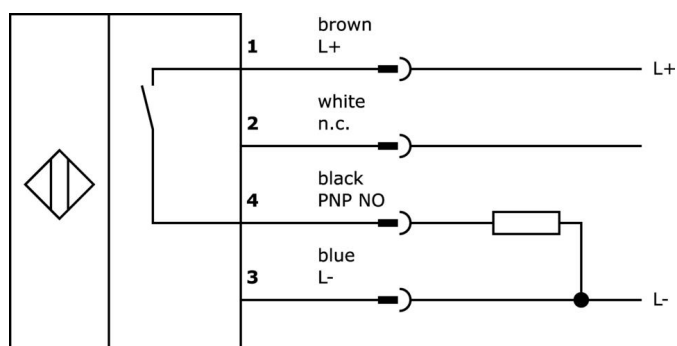 brown
1 L+
L+
white
2 n.c.
black
4 PNP NO
blue
3 L-
L-